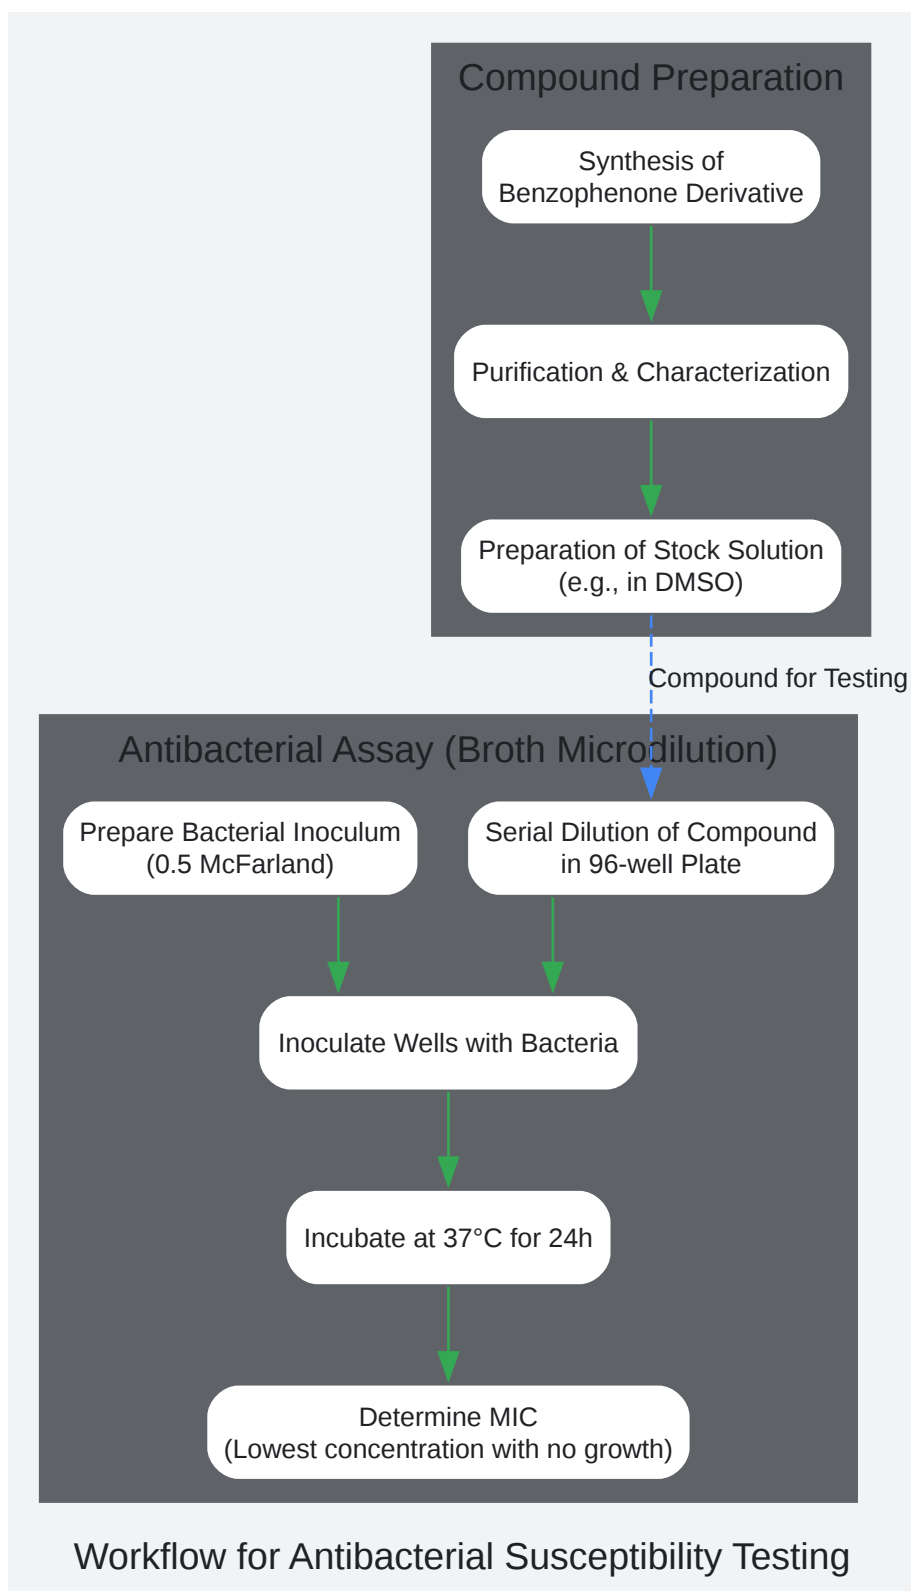 Compound Preparation
Synthesis of
Benzophenone Derivative
Purification & Characterization
Preparation of Stock Solution
(e.g., in DMSO)
Compound for Testing
Antibacterial Assay (Broth Microdilution)
Prepare Bacterial Inoculum
(0.5 McFarland)
Serial Dilution of Compound
in 96-well Plate
Inoculate Wells with Bacteria
Incubate at 37°C for 24h
Determine MIC
(Lowest concentration with no growth)
Workflow for Antibacterial Susceptibility Testing